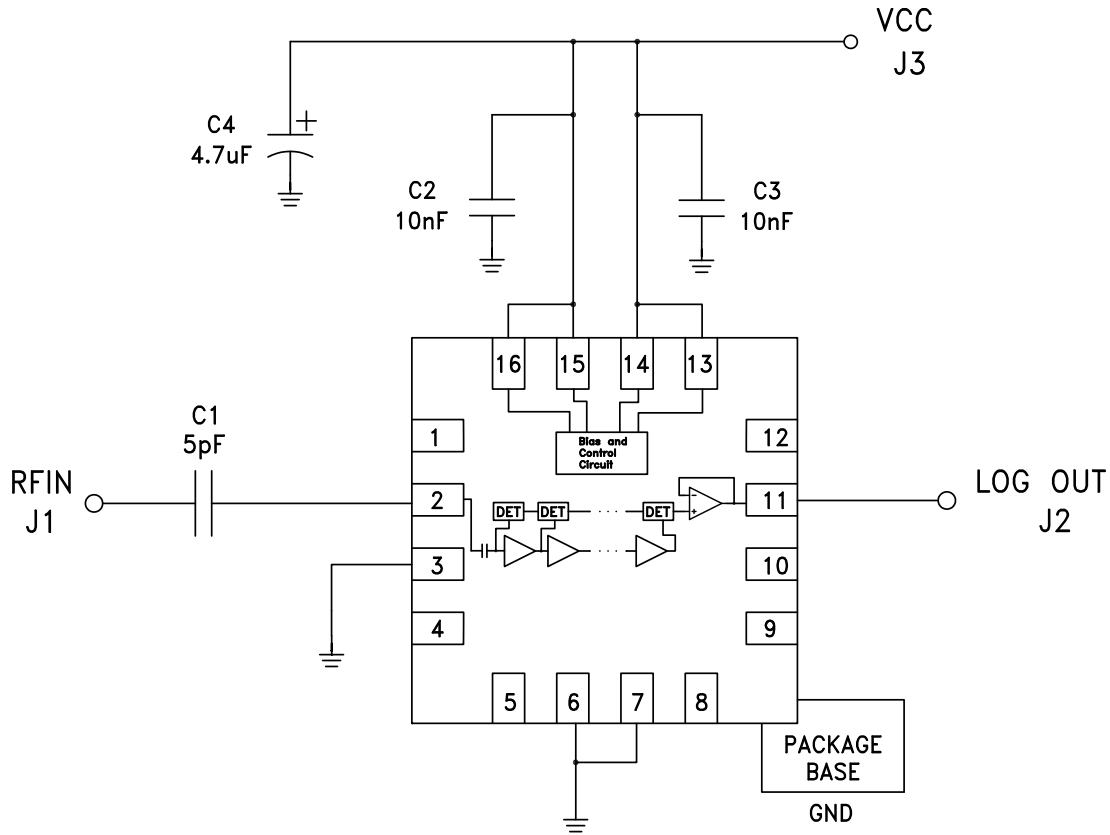 VCC
J3
C4
4.7uF
+
C2
10nF
C3
10nF
16 15 14 13
Bias and
Control
Circuit
C1
5pF
RFIN
J1
1
2
3
4
12
11
10
9
LOG OUT
J2
DET DET DET
- 
+
5 6 7 8
PACKAGE
BASE
GND